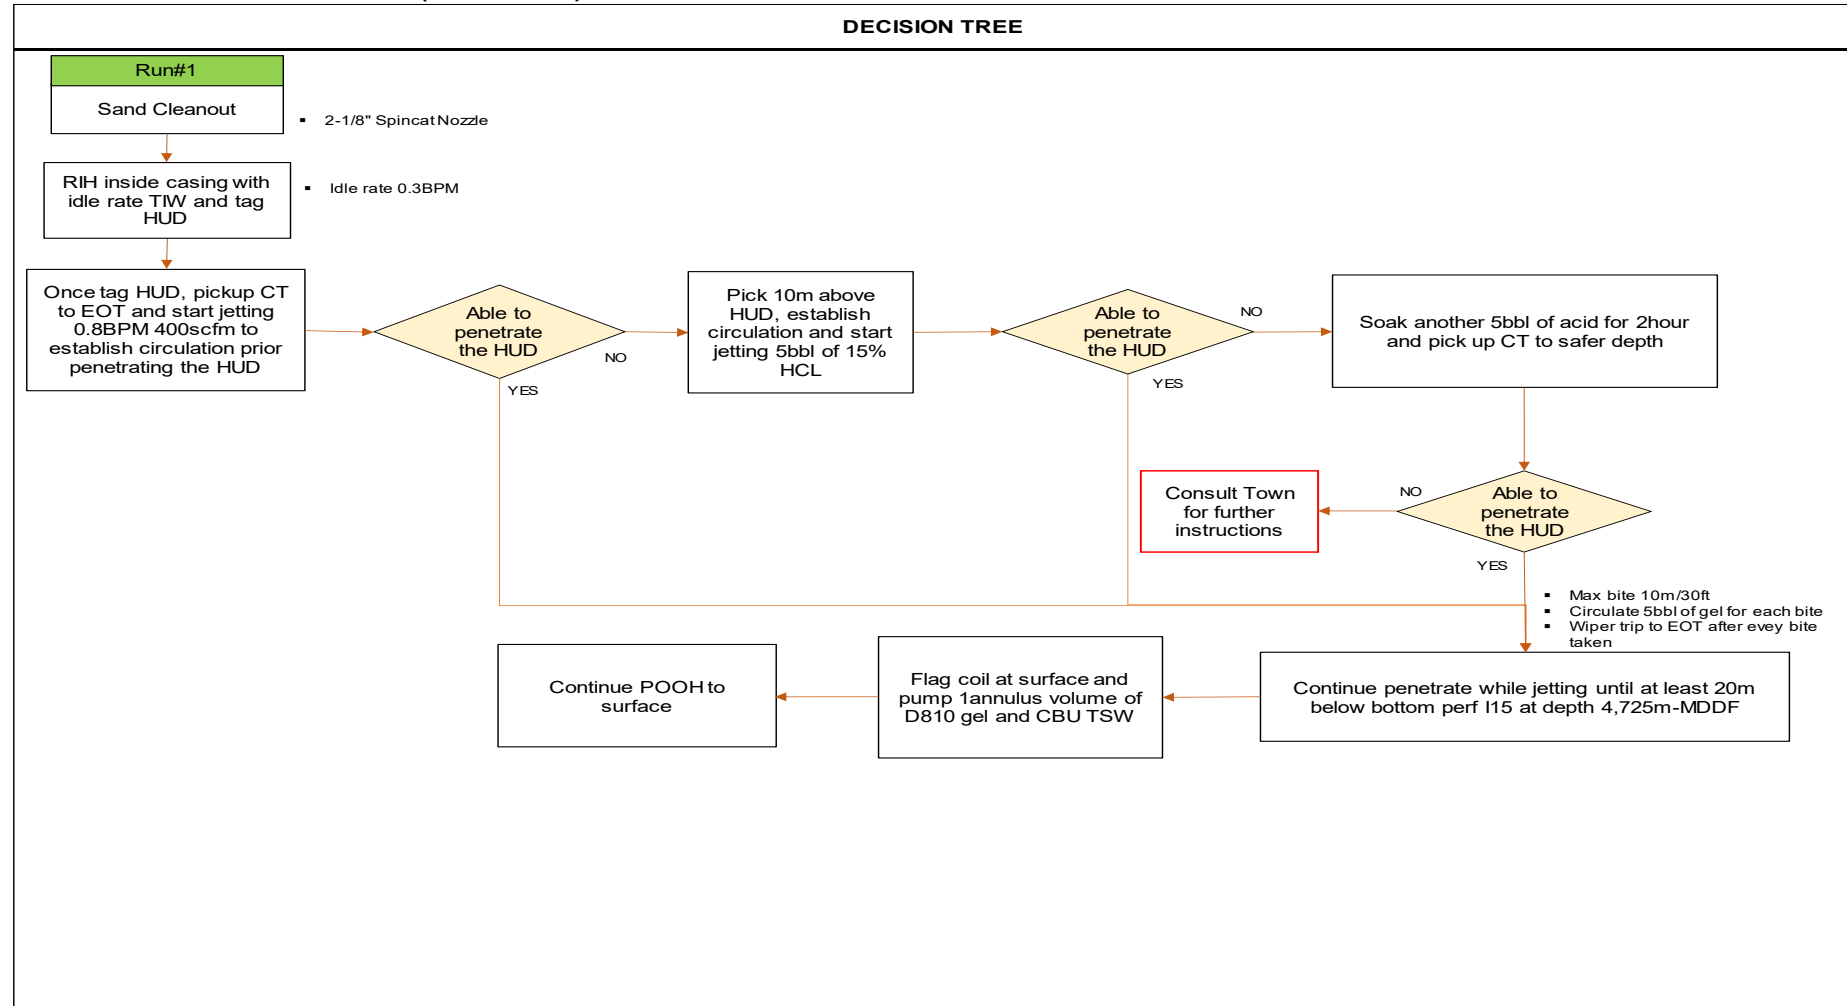 DECISION TREE
Run#1
Sand Cleanout
▪ 2-1/8" Spincat Nozzle
RIH inside casing with
idle rate TIW and tag
HUD
▪ Idle rate 0.3BPM
Once tag HUD, pickup CT
to EOT and start jetting
0.8BPM 400scfm to
establish circulation prior
penetrating the HUD
Able to
penetrate
the HUD
NO
YES
Pick 10m above
HUD, establish
circulation and start
jetting 5bbl of 15%
HCL
Able to
penetrate
the HUD
NO
YES
Soak another 5bbl of acid for 2hour
and pick up CT to safer depth
Able to
penetrate
the HUD
NO
YES
Consult Town
for further
instructions
▪ Max bite 10m/30ft
▪ Circulate 5bbl of gel for each bite
▪ Wiper trip to EOT after evey bite
taken
Continue penetrate while jetting until at least 20m
below bottom perf I15 at depth 4,725m-MDDF
Flag coil at surface and
pump 1annulus volume of
D810 gel and CBU TSW
Continue POOH to
surface